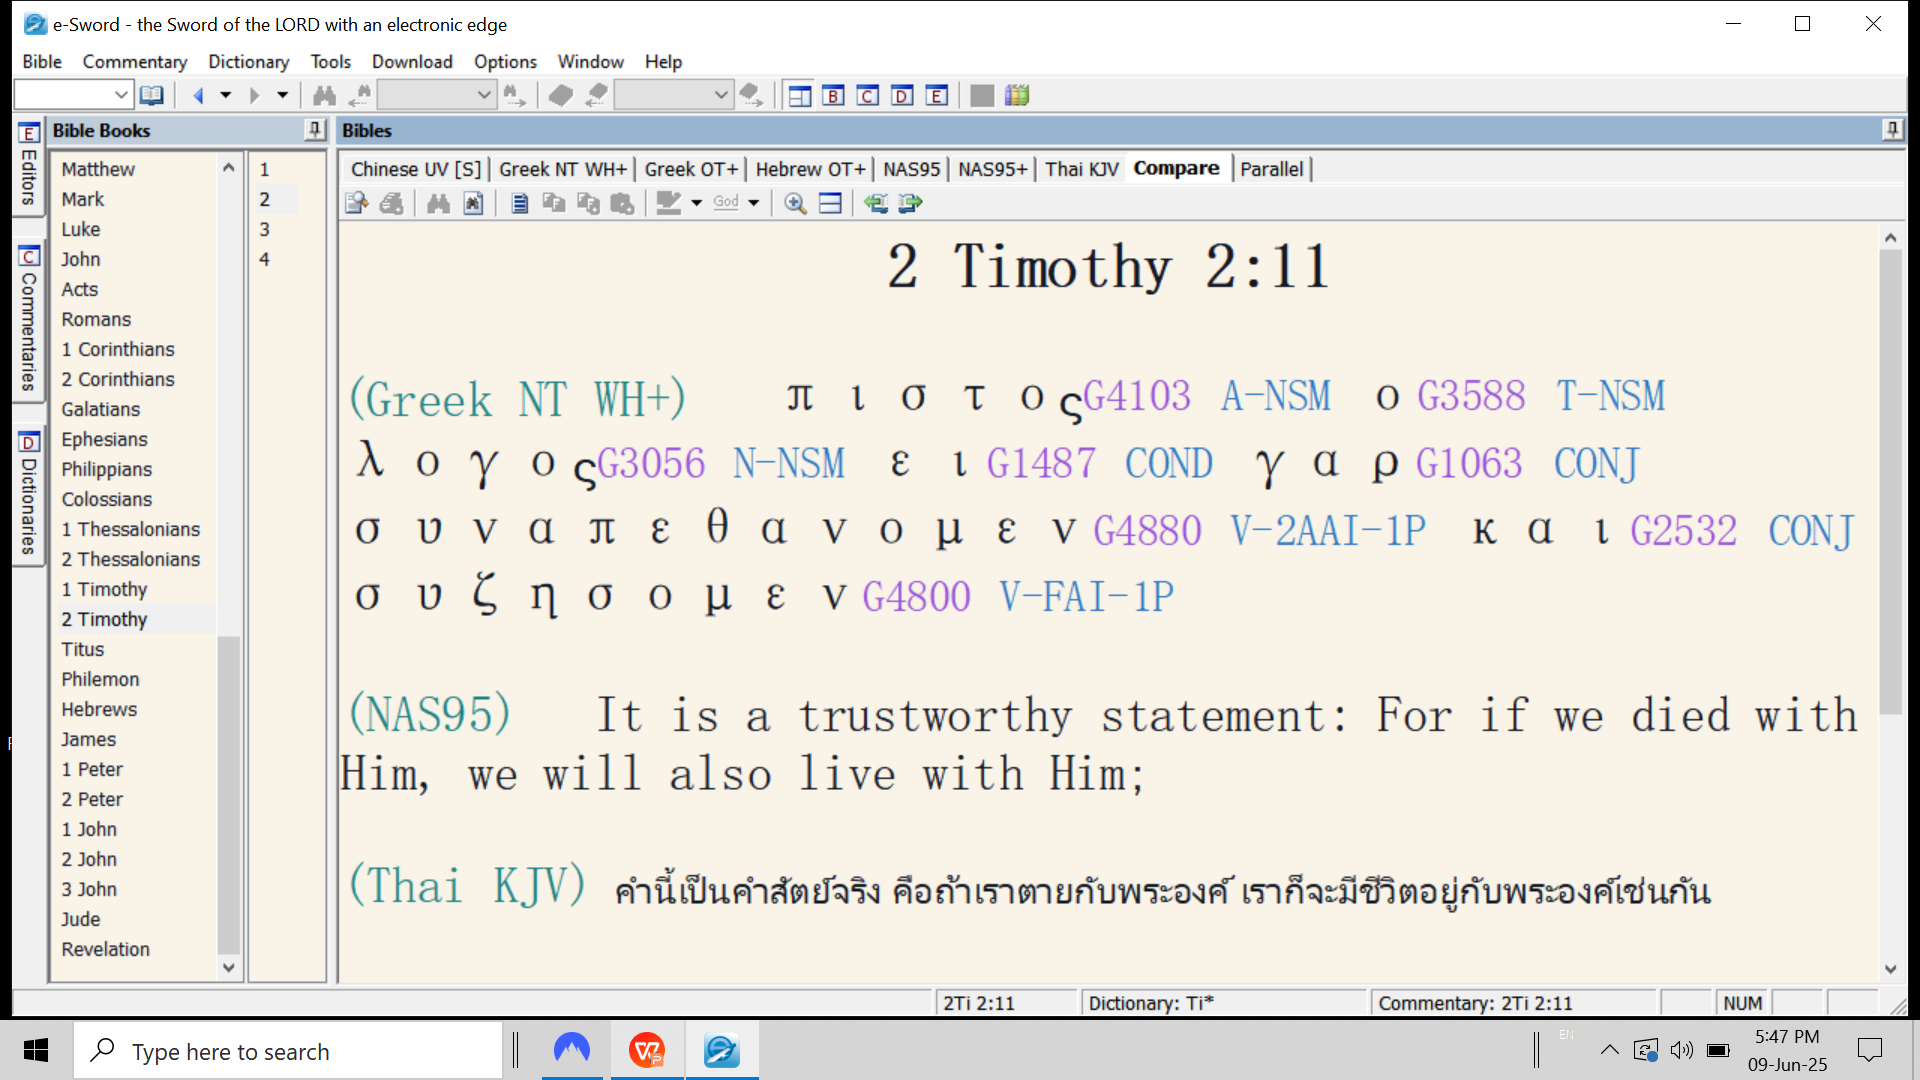 e-Sword - the Sword of the LORD with an electronic edge
Bible Commentary Dictionary Tools Download Options Window Help
B C D E
E Editors
C Commentaries
D Dictionaries
Bible Books
Matthew
Mark
Luke
John
Acts
Romans
1 Corinthians
2 Corinthians
Galatians
Ephesians
Philippians
Colossians
1 Thessalonians
2 Thessalonians
1 Timothy
2 Timothy
Titus
Philemon
Hebrews
James
1 Peter
2 Peter
1 John
2 John
3 John
Jude
Revelation
1
2
3
4
Bibles
Chinese UV [S] Greek NT WH+ Greek OT+ Hebrew OT+ NAS95 NAS95+ Thai KJV Compare Parallel
God
2 Timothy 2:11
(Greek NT WH+) πιστος G4103 A-NSM ο G3588 T-NSM
λογος G3056 N-NSM ει G1487 COND γαρ G1063 CONJ
συναπεθανομεν G4880 V-2AAI-1P και G2532 CONJ
συζησομεν G4800 V-FAI-1P
(NAS95) It is a trustworthy statement: For if we died with
Him, we will also live with Him;
(Thai KJV) คำนี้เป็นคำสัตย์จริง คือถ้าเราตายกับพระองค์ เราก็จะมีชีวิตอยู่กับพระองค์เช่นกัน
2Ti 2:11 Dictionary: Ti* Commentary: 2Ti 2:11 NUM
Type here to search
EN
5:47 PM
09-Jun-25